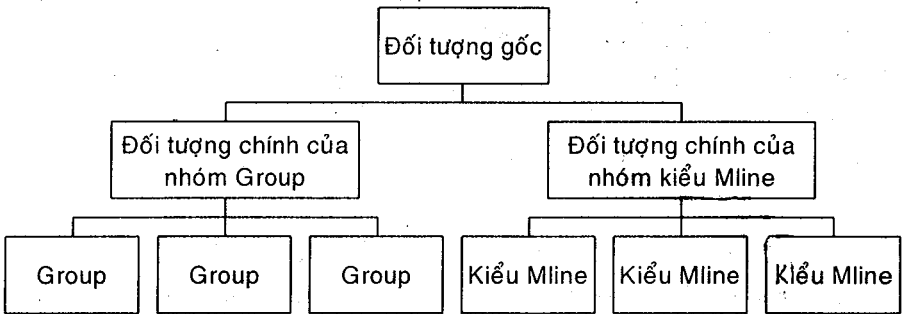 Đối tượng gốc
Đối tượng chính của
nhóm Group
Đối tượng chính của
nhóm kiểu Mline
Group
Group
Group
Kiểu Mline
Kiểu Mline
Kiểu Mline